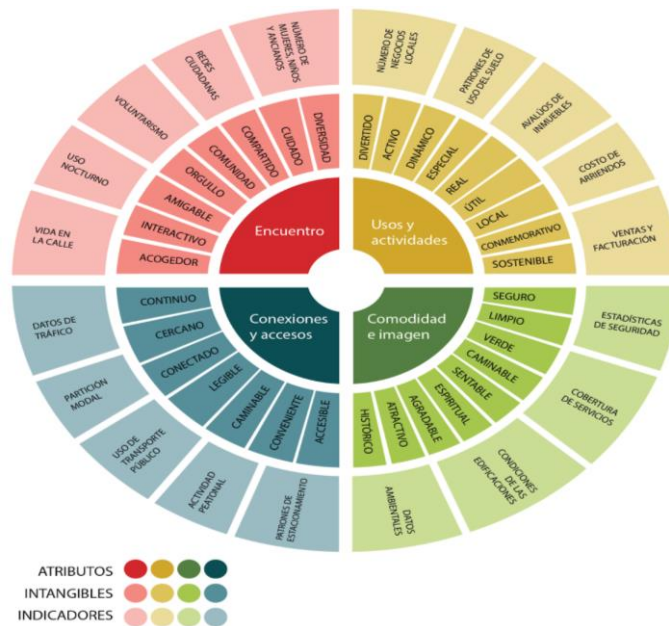 NÚMERO DE
MUJERES, NIÑOS
Y ANCIANOS
REDES
CIUDADANAS
VOLUNTARISMO
USO
NOCTURNO
VIDA EN
LA CALLE
NÚMERO DE
NEGOCIOS
LOCALES
PATRONES DE
USO DEL SUELO
AVALÚOS DE
INMUEBLES
COSTO DE
ARRIENDOS
VENTAS Y
FACTURACIÓN
DIVERSIDAD
CUIDADO
COMPARTIDO
COMUNIDAD
ORGULLO
AMIGABLE
INTERACTIVO
ACOGEDOR
DIVERTIDO
ACTIVO
DINÁMICO
ESPECIAL
REAL
ÚTIL
LOCAL
CONMEMORATIVO
SOSTENIBLE
Encuentro
Usos y
actividades
Conexiones
y accesos
Comodidad
e imagen
CONTINUO
CERCANO
CONECTADO
LEGIBLE
CAMINABLE
CONVENIENTE
ACCESIBLE
SEGURO
LIMPIO
VERDE
CAMINABLE
SENTABLE
ESPIRITUAL
AGRADABLE
ATRACTIVO
HISTÓRICO
DATOS DE
TRÁFICO
PARTICIÓN
MODAL
USO DE
TRANSPORTE
PÚBLICO
ACTIVIDAD
PEATONAL
PATRONES DE
ESTACIONAMIENTO
ESTADÍSTICAS
DE SEGURIDAD
COBERTURA
DE SERVICIOS
CONDICIONES
DE LAS
EDIFICACIONES
DATOS
AMBIENTALES
ATRIBUTOS
INTANGIBLES
INDICADORES